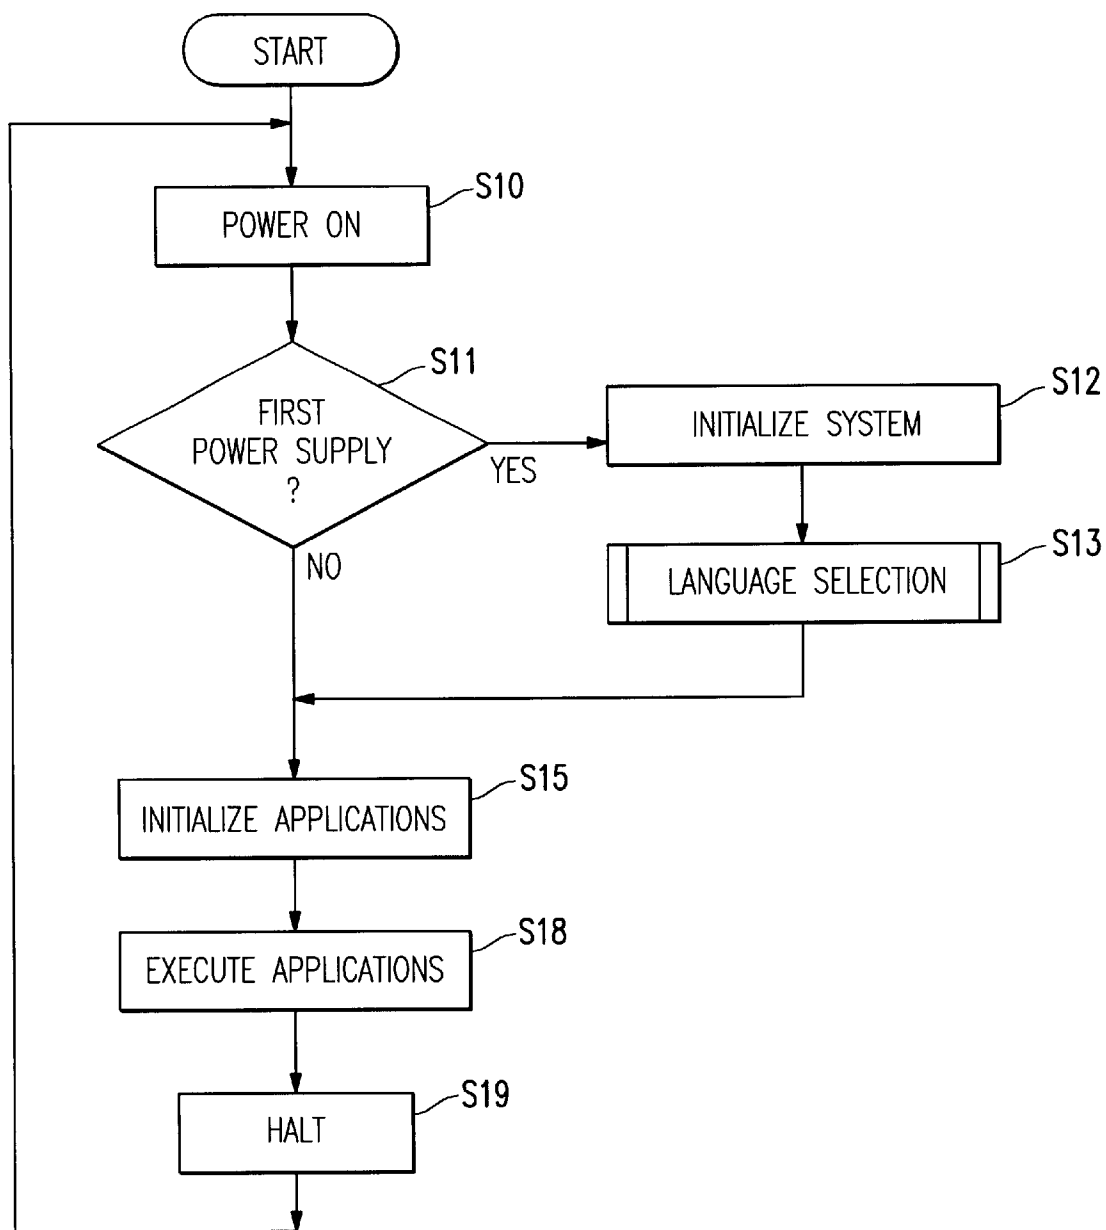 START
S10
POWER ON
S11
FIRST
POWER SUPPLY
?
YES
NO
S12
INITIALIZE SYSTEM
S13
LANGUAGE SELECTION
S15
INITIALIZE APPLICATIONS
S18
EXECUTE APPLICATIONS
S19
HALT